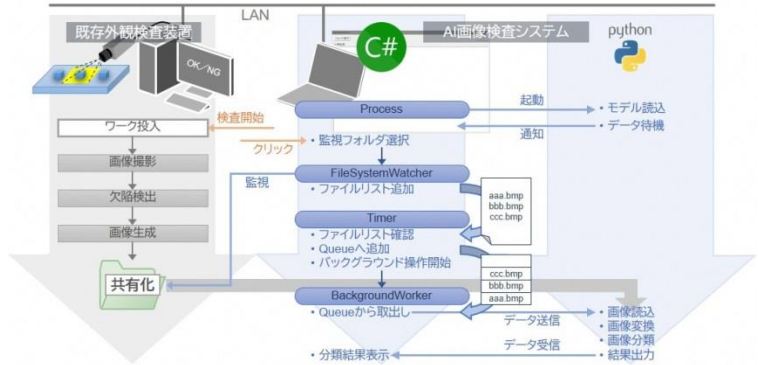 LAN
既存外観検査装置
OK/NG
ワーク投入
画像撮影
欠陥検出
画像生成
共有化
検査開始
クリック
監視
C#
AI画像検査システム
python
Process
起動
・モデル読込
通知
・データ待機
・監視フォルダ選択
FileSystemWatcher
・ファイルリスト追加
aaa.bmp
bbb.bmp
ccc.bmp
Timer
・ファイルリスト確認
・Queueへ追加
・バックグラウンド操作開始
ccc.bmp
bbb.bmp
aaa.bmp
BackgroundWorker
・Queueから取出し
データ送信
・画像読込
・画像変換
・画像分類
データ受信
・結果出力
・分類結果表示